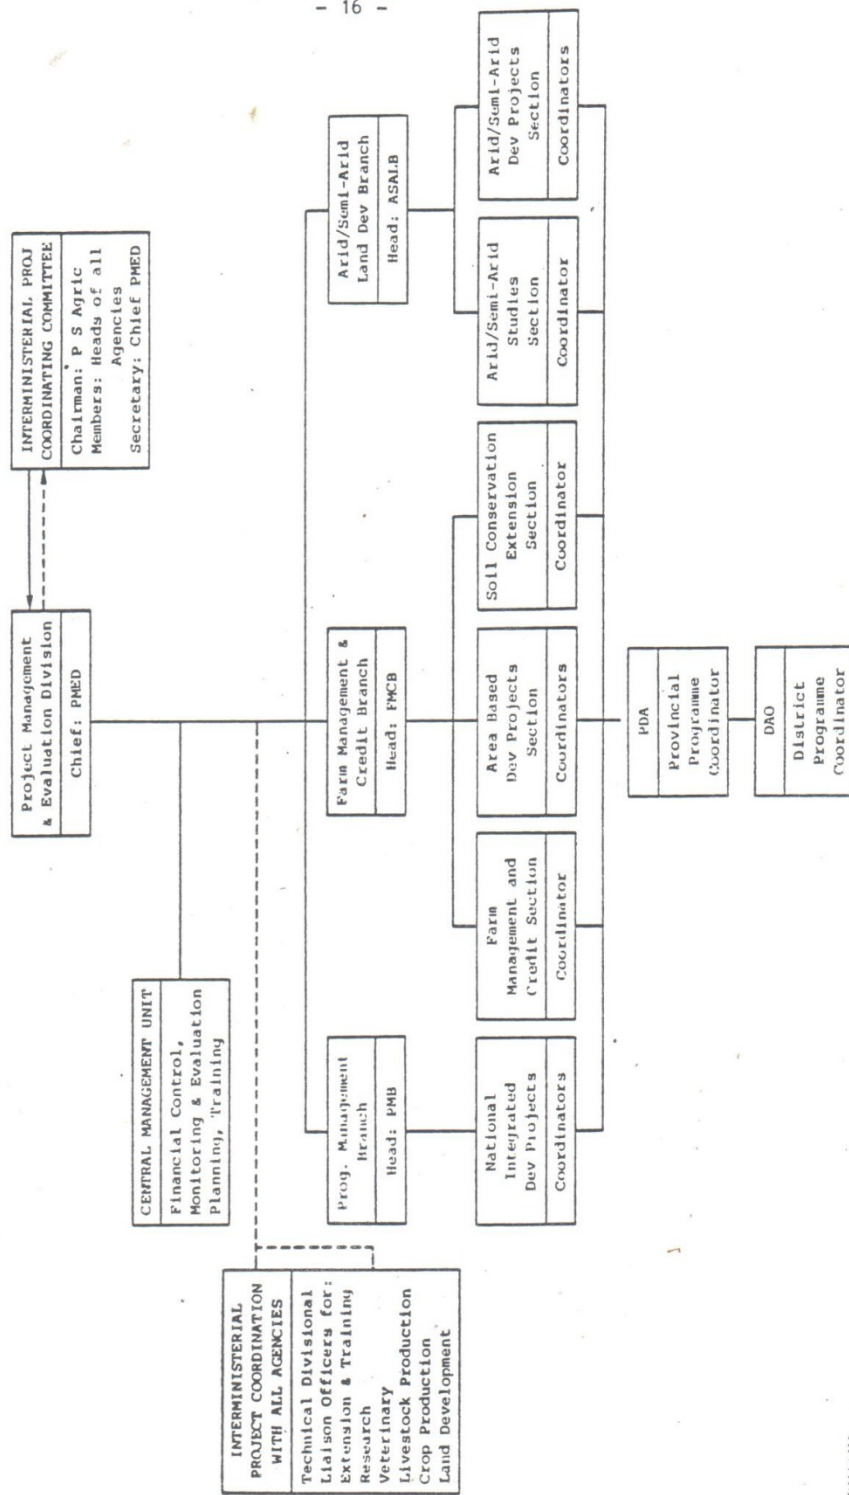 - 16 -
Project Management
& Evaluation Division
Chief: PMED
INTERMINISTERIAL PROJ
COORDINATING COMMITTEE
Chairman: P S Agric
Members: Heads of all
Agencies
Secretary: Chief PMED
CENTRAL MANAGEMENT UNIT
Financial Control,
Monitoring & Evaluation
Planning, Training
INTERMINISTERIAL
PROJECT COORDINATION
WITH ALL AGENCIES
Technical Divisional
Liaison Officers for:
Extension & Training
Research
Veterinary
Livestock Production
Crop Production
Land Development
Prog. Management
Branch
Head: PMB
Farm Management &
Credit Branch
Head: FMCB
Arid/Semi-Arid
Land Dev Branch
Head: ASALB
National
Integrated
Dev Projects
Coordinators
Farm
Management and
Credit Section
Coordinator
Area Based
Dev Projects
Section
Coordinators
Soil Conservation
Extension
Section
Coordinator
Arid/Semi-Arid
Studies
Section
Coordinator
Arid/Semi-Arid
Dev Projects
Section
Coordinators
PDA
Provincial
Programme
Coordinator
DAO
District
Programme
Coordinator